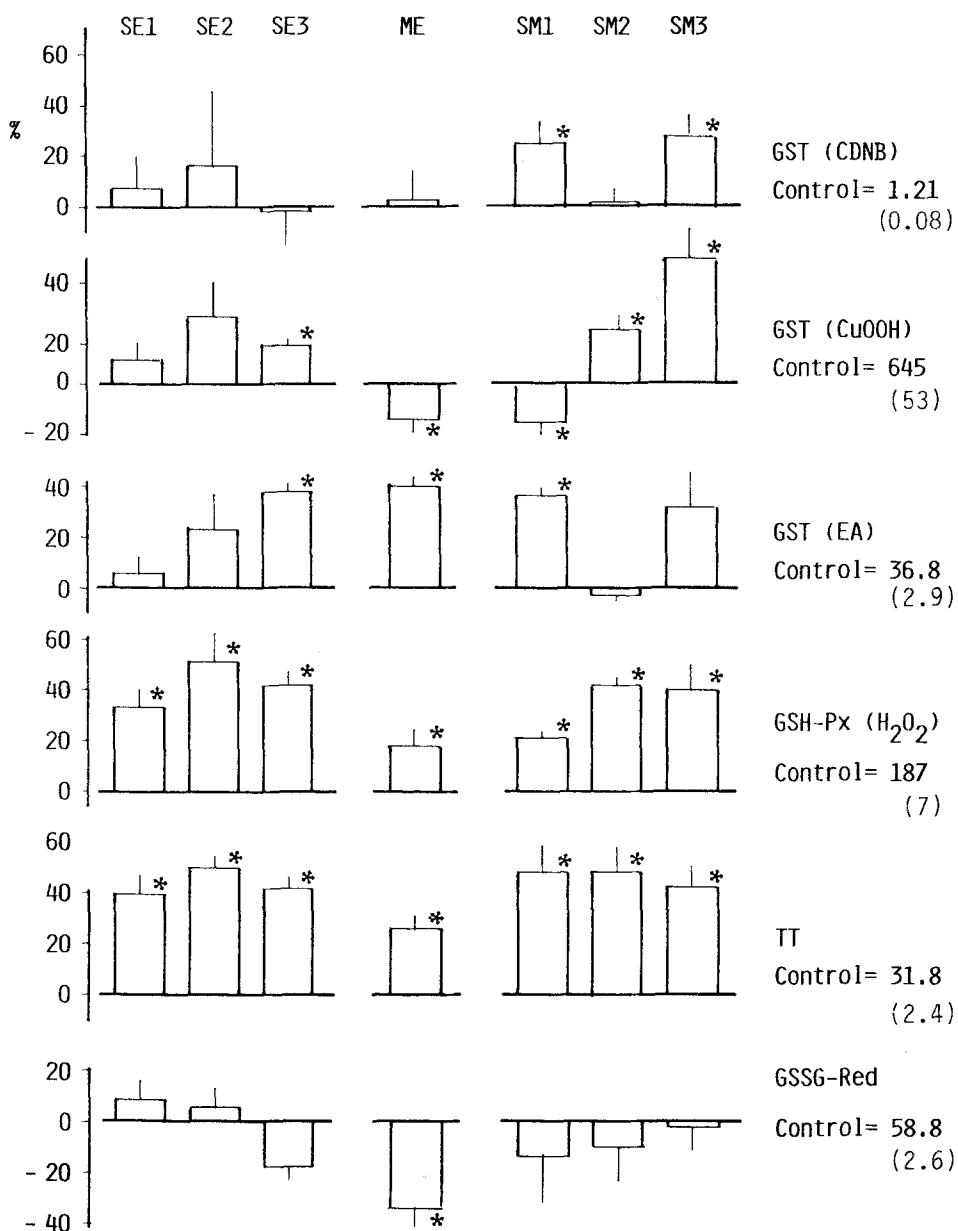 SE1 SE2 SE3 ME SM1 SM2 SM3
%
60
40
20
0
GST (CDNB)
Control= 1.21
(0.08)
40
20
0
- 20
GST (CuOOH)
Control= 645
(53)
40
20
0
GST (EA)
Control= 36.8
(2.9)
60
40
20
0
GSH-Px (H2O2)
Control= 187
(7)
60
40
20
0
TT
Control= 31.8
(2.4)
20
0
- 20
- 40
GSSG-Red
Control= 58.8
(2.6)